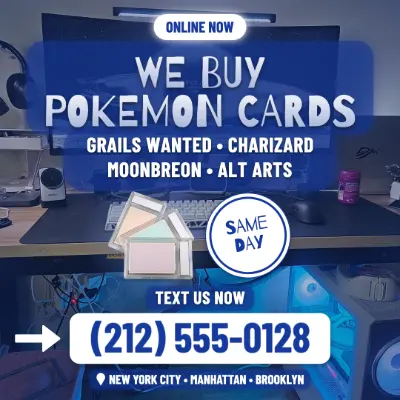 ONLINE NOW
WE BUY
POKEMON CARDS
GRAILS WANTED • CHARIZARD
MOONBREON • ALT ARTS
SAME
DAY
TEXT US NOW
(212) 555-0128
NEW YORK CITY • MANHATTAN • BROOKLYN